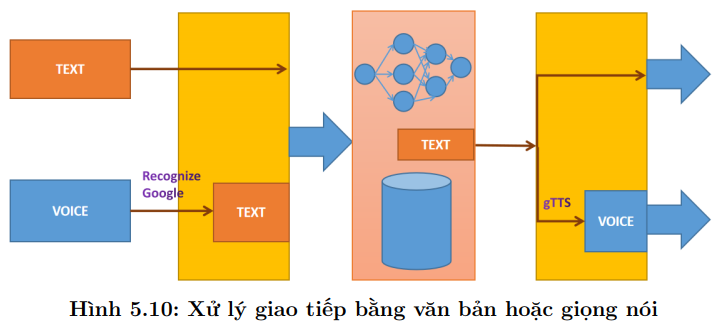 TEXT
TEXT
Recognize
Google
VOICE
TEXT
gTTS
VOICE
Hình 5.10: Xử lý giao tiếp bằng văn bản hoặc giọng nói